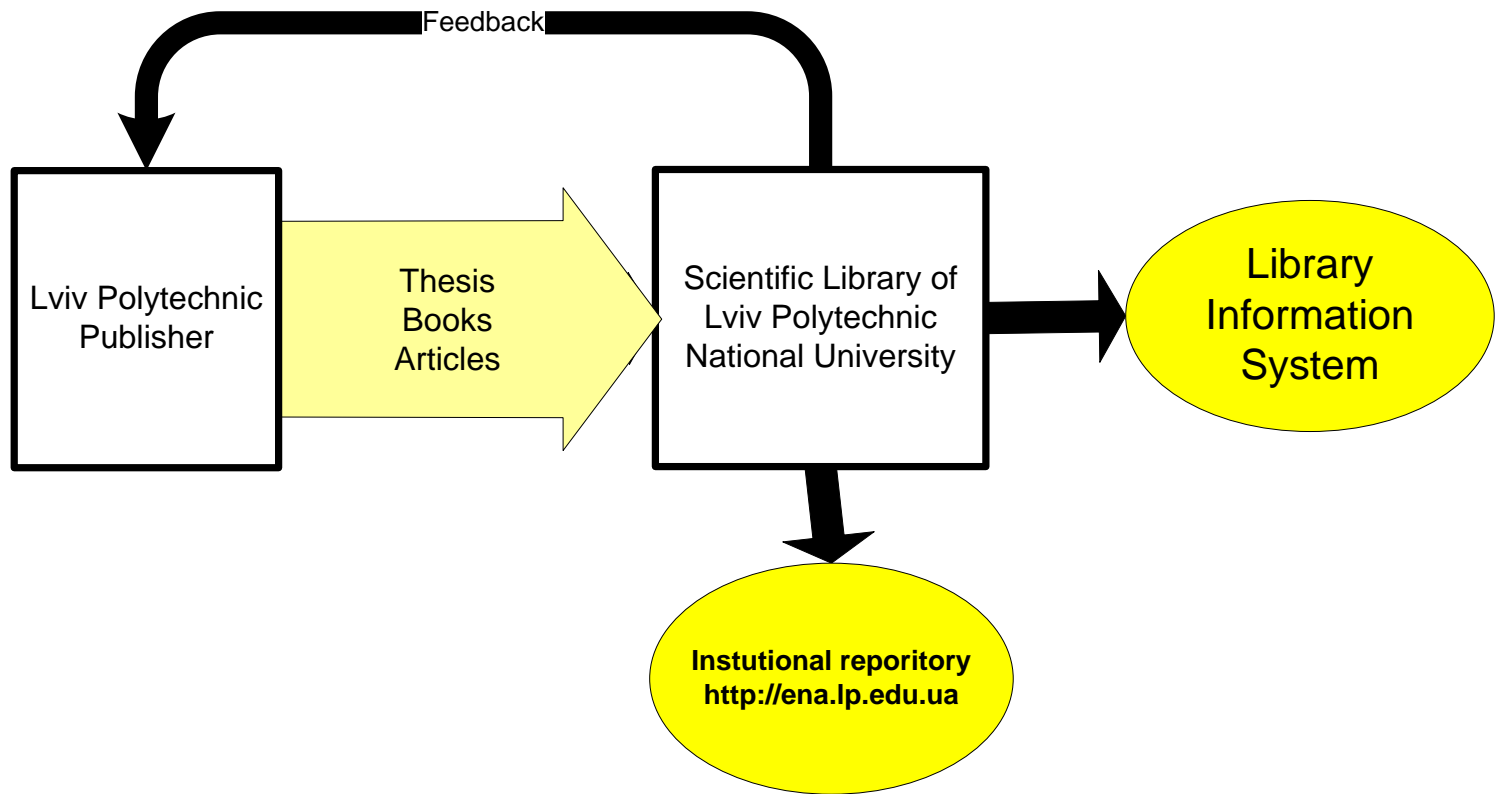 Feedback
Lviv Polytechnic
Publisher
Thesis
Books
Articles
Scientific Library of
Lviv Polytechnic
National University
Library
Information
System
Instutional reporitory
http://ena.lp.edu.ua